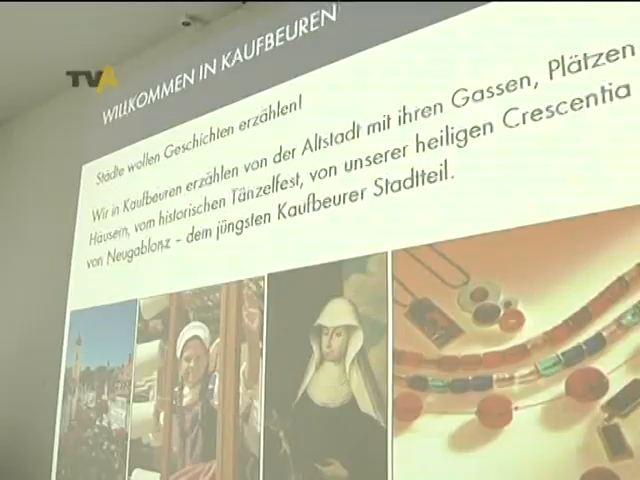 TVA
WILLKOMMEN IN KAUFBEUREN
Städte wollen Geschichten erzählen!
Wir in Kaufbeuren erzählen von der Altstadt mit ihren Gassen, Plätzen
Häusern, vom historischen Tänzelfest, von unserer heiligen Crescentia
von Neugablonz – dem jüngsten Kaufbeurer Stadtteil.